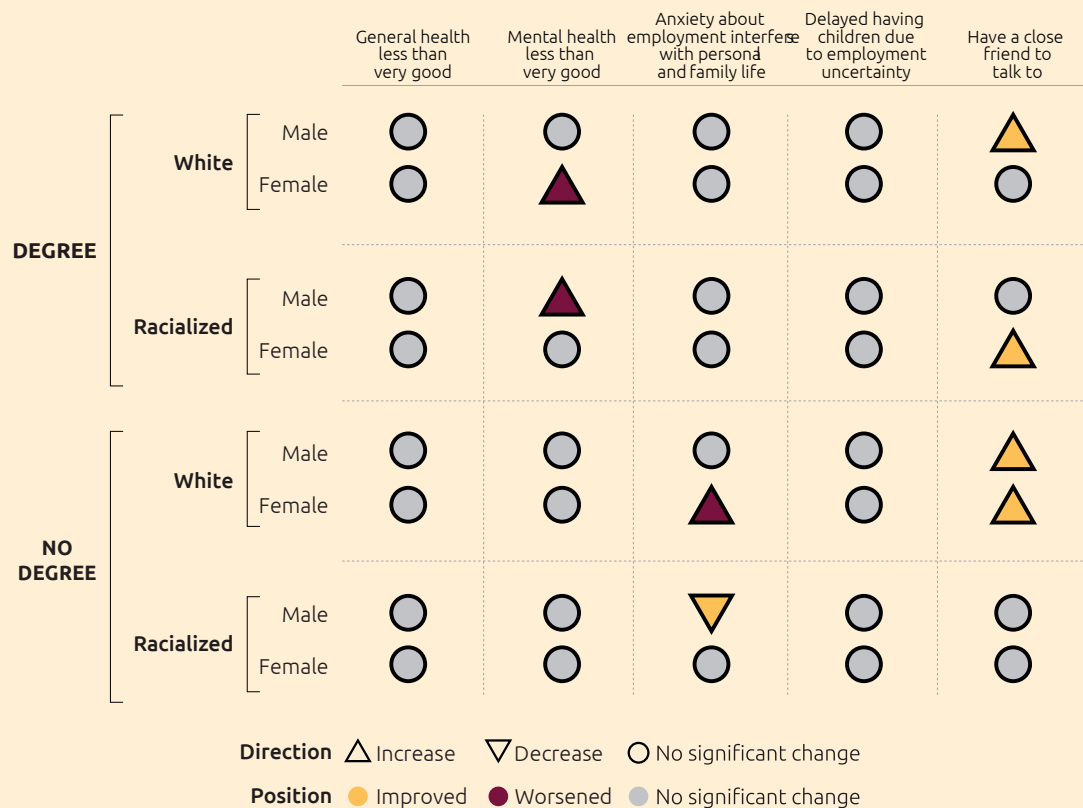 General health
less than
very good
Mental health
less than
very good
Anxiety about
employment interferes
with personal
and family life
Delayed having
children due
to employment
uncertainty
Have a close
friend to
talk to
DEGREE
White
Male
Female
Racialized
Male
Female
NO
DEGREE
White
Male
Female
Racialized
Male
Female
Direction Increase Decrease No significant change
Position Improved Worsened No significant change